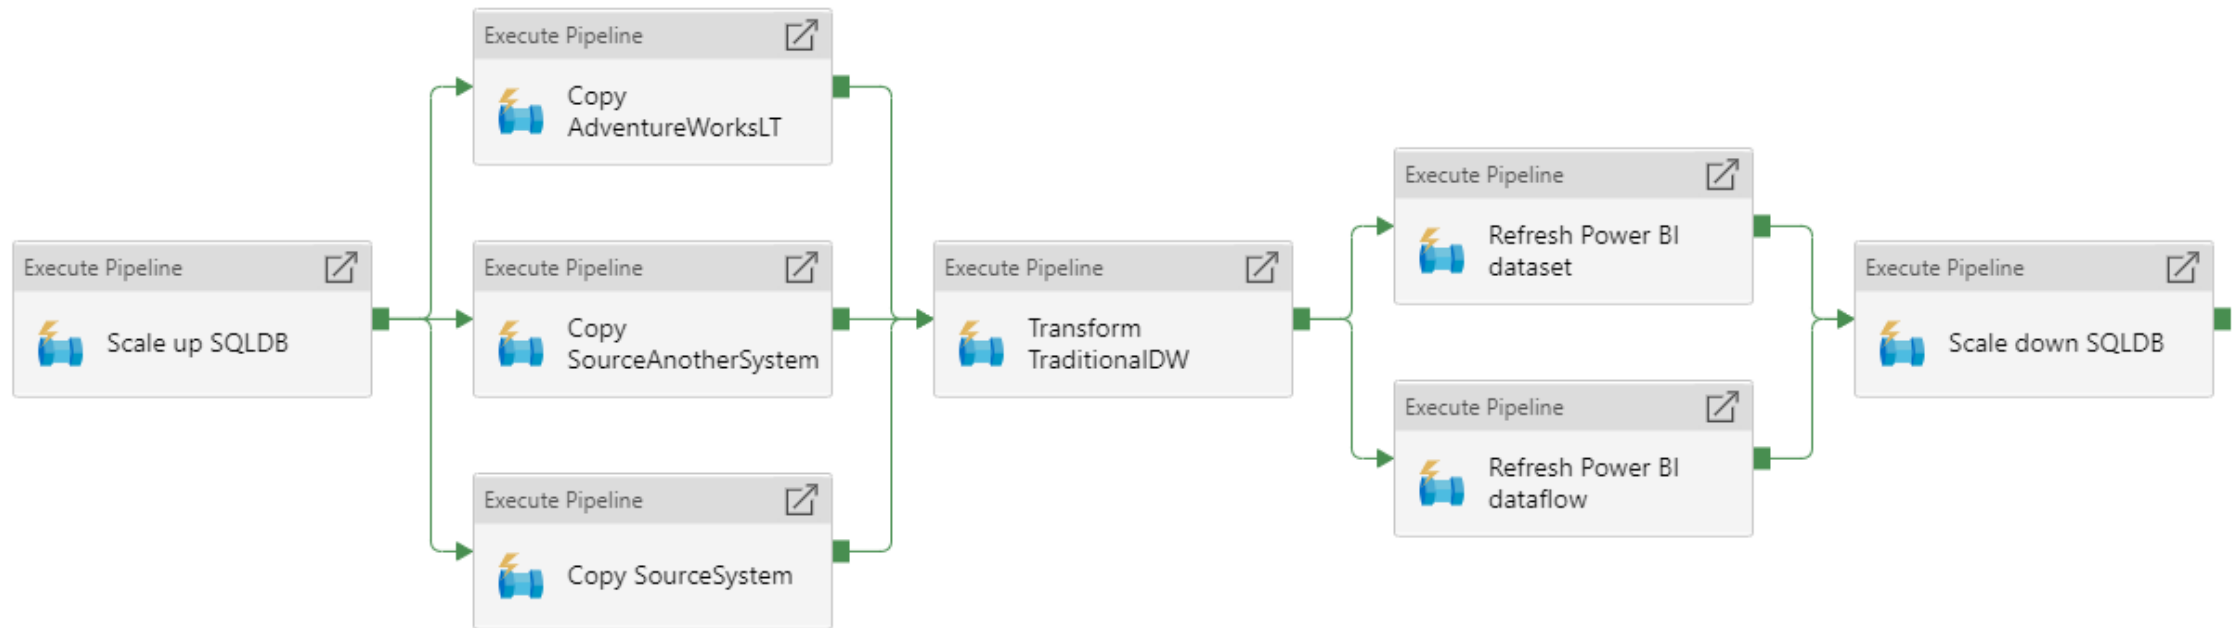 Execute Pipeline
Scale up SQLDB
Execute Pipeline
Copy
AdventureWorksLT
Execute Pipeline
Copy
SourceAnotherSystem
Execute Pipeline
Copy SourceSystem
Execute Pipeline
Transform
TraditionalDW
Execute Pipeline
Refresh Power BI
dataset
Execute Pipeline
Refresh Power BI
dataflow
Execute Pipeline
Scale down SQLDB